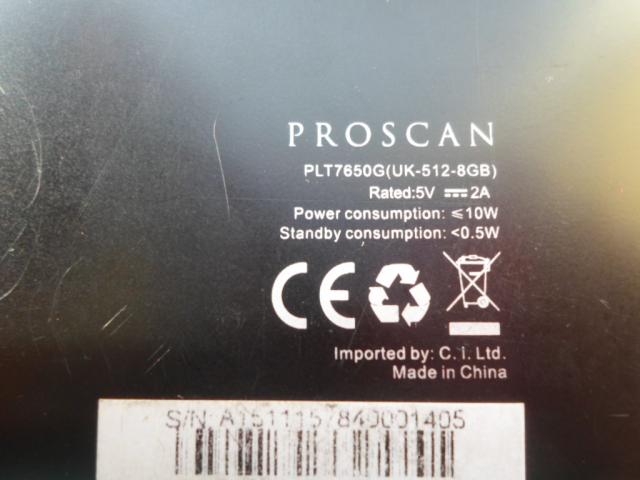 PROSCAN
PLT7650G(UK-512-8GB)
Rated:5V ⎓ 2A
Power consumption: ⩽10W
Standby consumption: <0.5W
CE
Imported by: C. I. Ltd.
Made in China
S/N: A1511157840001405